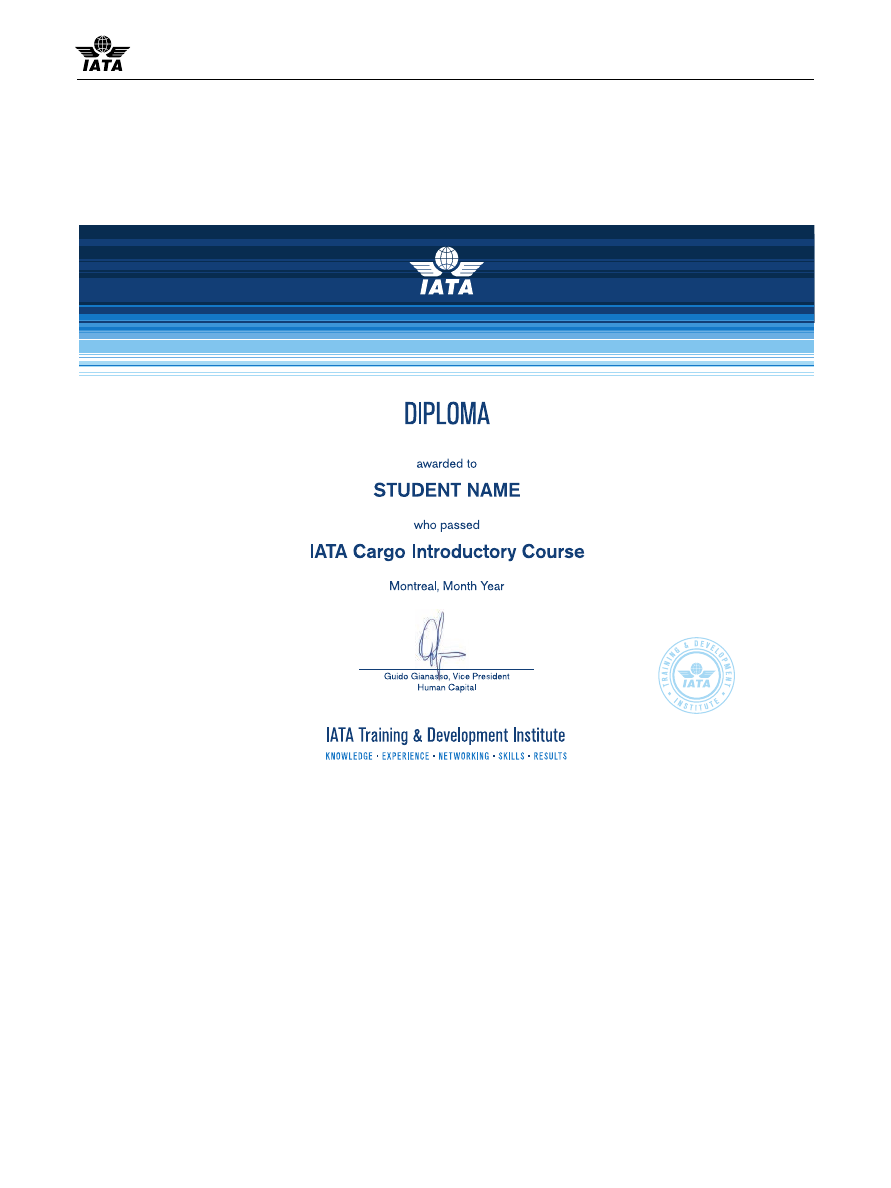 IATA
IATA
DIPLOMA
awarded to
STUDENT NAME
who passed
IATA Cargo Introductory Course
Montreal, Month Year
Guido Gianasso, Vice President
Human Capital
TRAINING & DEVELOPMENT
IATA
• INSTITUTE •
IATA Training & Development Institute
KNOWLEDGE • EXPERIENCE • NETWORKING • SKILLS • RESULTS